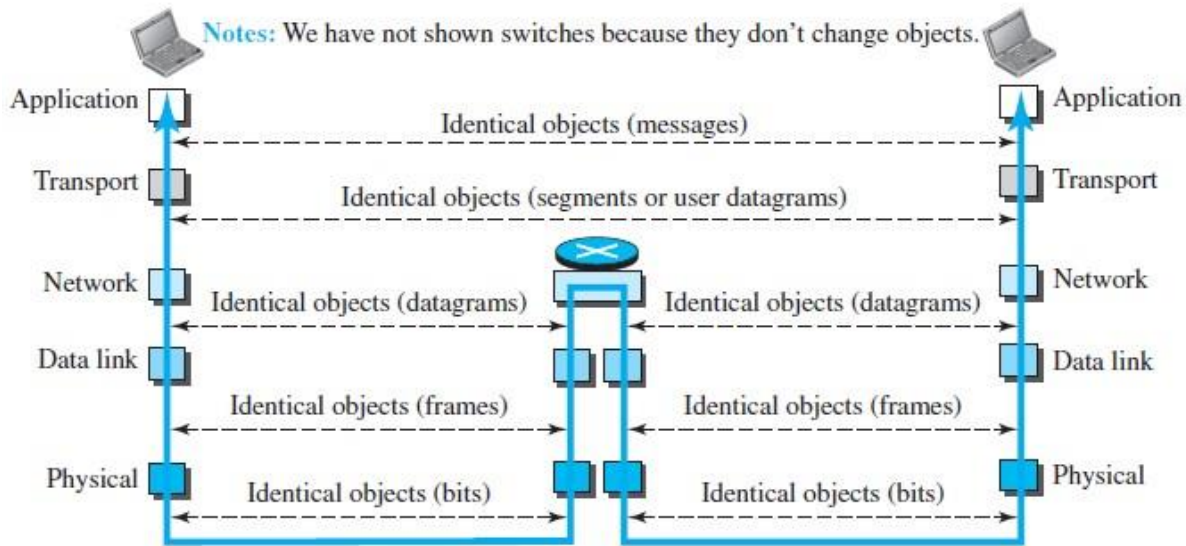 Notes: We have not shown switches because they don't change objects.
Application
Application
Identical objects (messages)
Transport
Transport
Identical objects (segments or user datagrams)
Network
Network
Identical objects (datagrams)
Identical objects (datagrams)
Data link
Data link
Identical objects (frames)
Identical objects (frames)
Physical
Physical
Identical objects (bits)
Identical objects (bits)